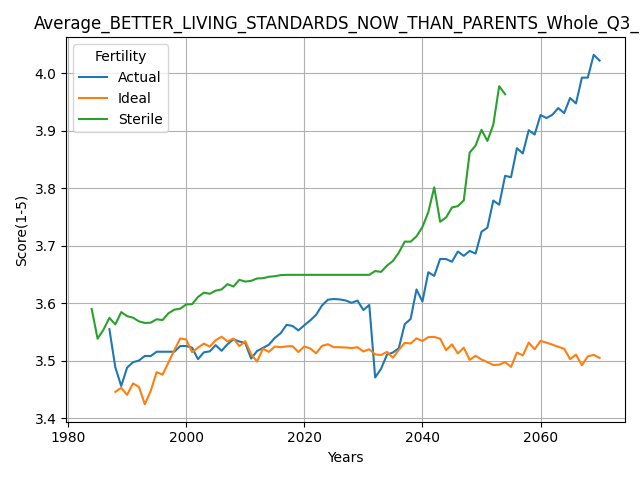 Average_BETTER_LIVING_STANDARDS_NOW_THAN_PARENTS_Whole_Q3_
Fertility
Actual
Ideal
Sterile
Score(1-5)
4.0
3.9
3.8
3.7
3.6
3.5
3.4
1980 2000 2020 2040 2060
Years